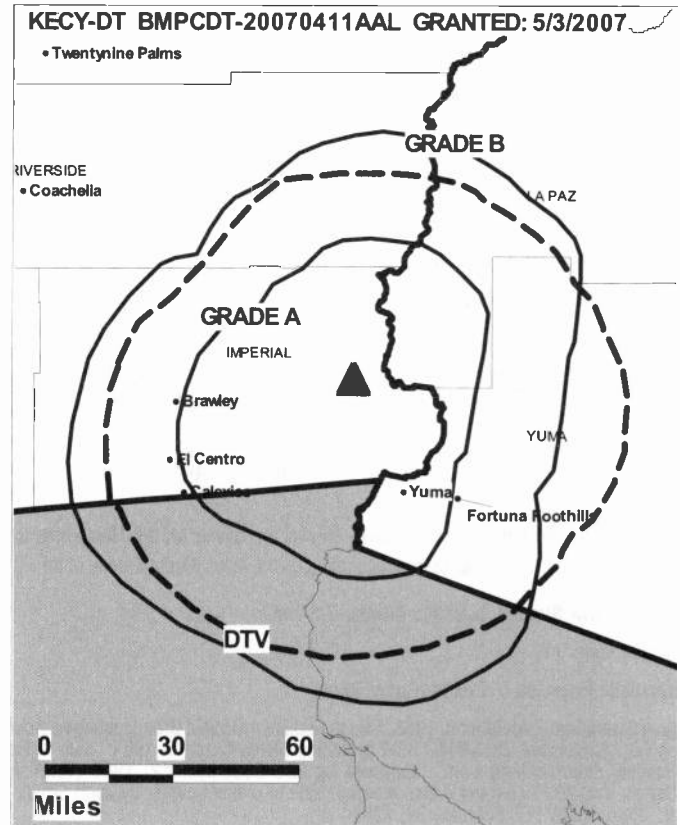 KECY-DT BMPCDT-20070411AAL GRANTED: 5/3/2007
Twentynine Palms
GRADE B
RIVERSIDE
Coachella
LA PAZ
GRADE A
IMPERIAL
Brawley
El Centro
YUMA
Calexico
Yuma
Fortuna Foothills
DTV
0 30 60
Miles